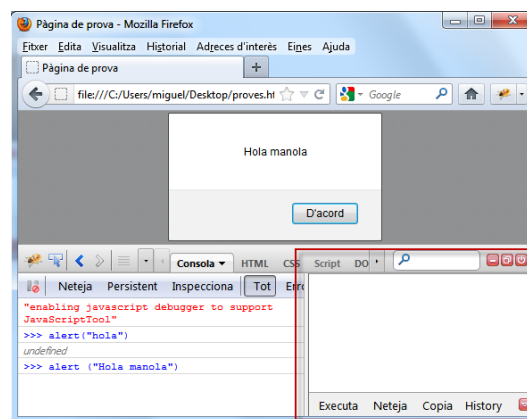 Pàgina de prova - Mozilla Firefox
Fitxer Edita Visualitza Historial Adreces d'interès Eines Ajuda
Pàgina de prova
file:///C:/Users/miguel/Desktop/proves.ht Google
Hola manola
D'acord
Consola HTML CSS Script DO
Neteja Persistent Inspecciona Tot Erro
"enabling javascript debugger to support
JavaScriptTool"
>>> alert("hola")
undefined
>>> alert ("Hola manola")
Executa Neteja Copia History